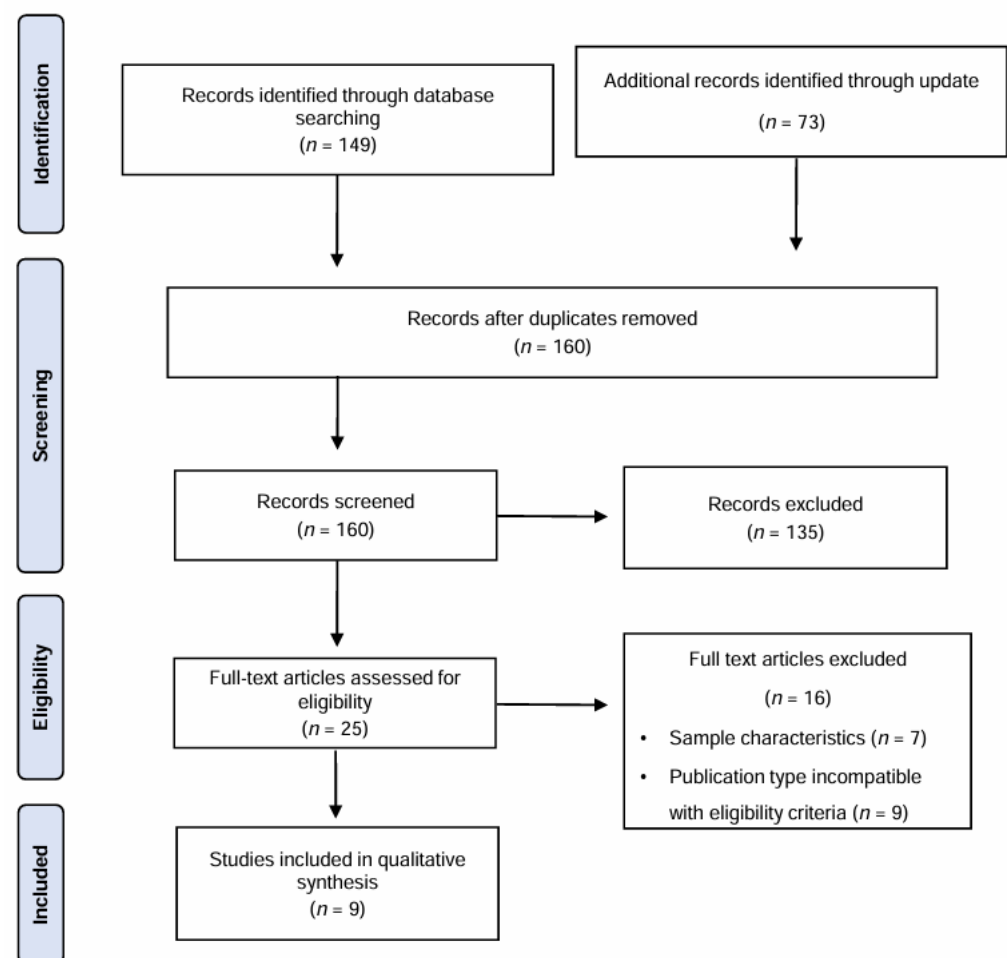 Identification
Records identified through database
searching
(n = 149)
Additional records identified through update
(n = 73)
Screening
Records after duplicates removed
(n = 160)
Records screened
(n = 160)
Records excluded
(n = 135)
Eligibility
Full-text articles assessed for
eligibility
(n = 25)
Full text articles excluded
(n = 16)
• Sample characteristics (n = 7)
• Publication type incompatible
with eligibility criteria (n = 9)
Included
Studies included in qualitative
synthesis
(n = 9)